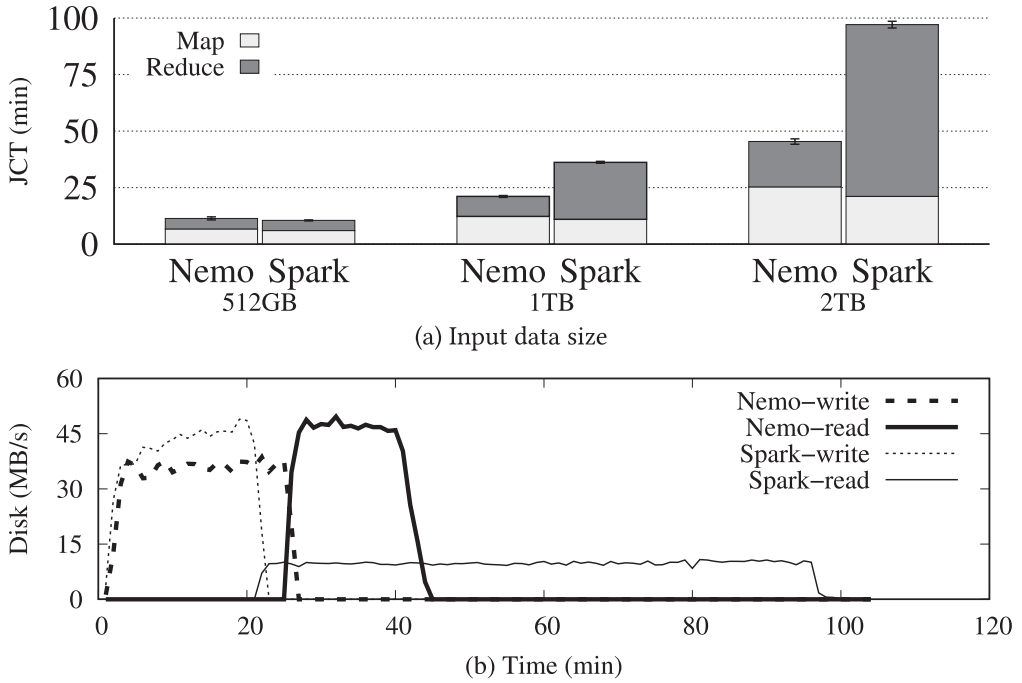 100
75
50
25
0
JCT (min)
Map
Reduce
Nemo Spark
512GB
Nemo Spark
1TB
Nemo Spark
2TB
(a) Input data size
60
45
30
15
0
Disk (MB/s)
Nemo−write
Nemo−read
Spark−write
Spark−read
0 20 40 60 80 100 120
(b) Time (min)